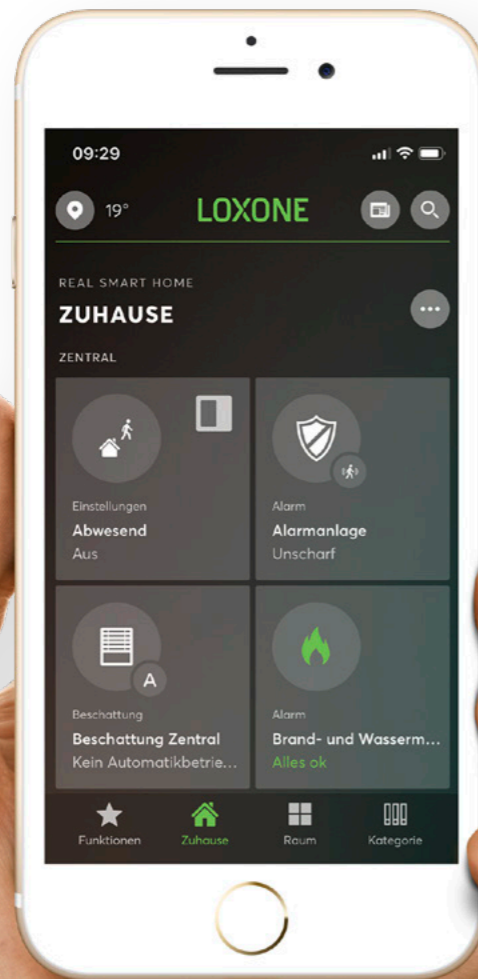 09:29
19°
LOXONE
REAL SMART HOME
ZUHAUSE
ZENTRAL
Einstellungen
Abwesend
Aus
Alarm
Alarmanlage
Unscharf
A
Beschattung
Beschattung Zentral
Kein Automatikbetrie...
Alarm
Brand- und Wasserm...
Alles ok
Funktionen
Zuhause
Raum
Kategorie